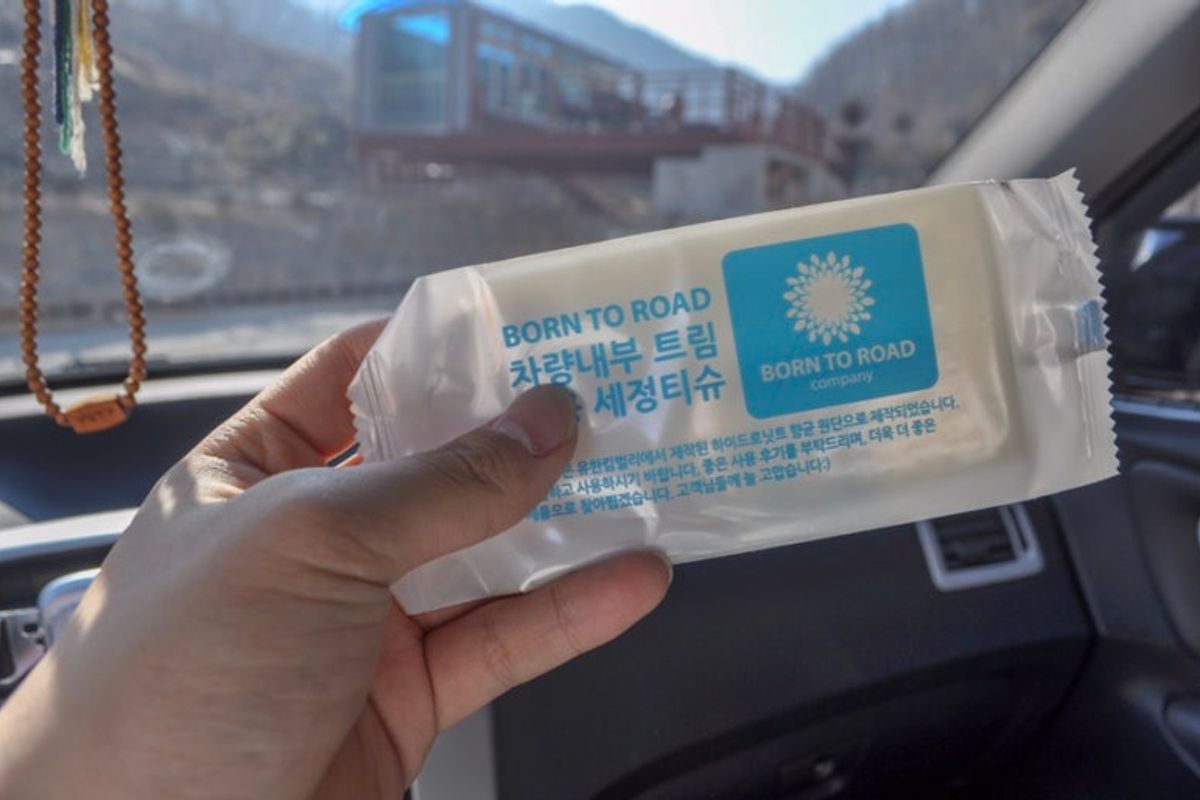 BORN TO ROAD
차량내부 트림
세정티슈
BORN TO ROAD
company
유한킴벌리에서 제작된 하이드로닛트 항균 원단으로 제작되었습니다.
사용하시기 바랍니다. 좋은 사용 후기를 부탁드리며, 더욱 더 좋은
찾아뵙겠습니다. 고객님들께 늘 고맙습니다:)